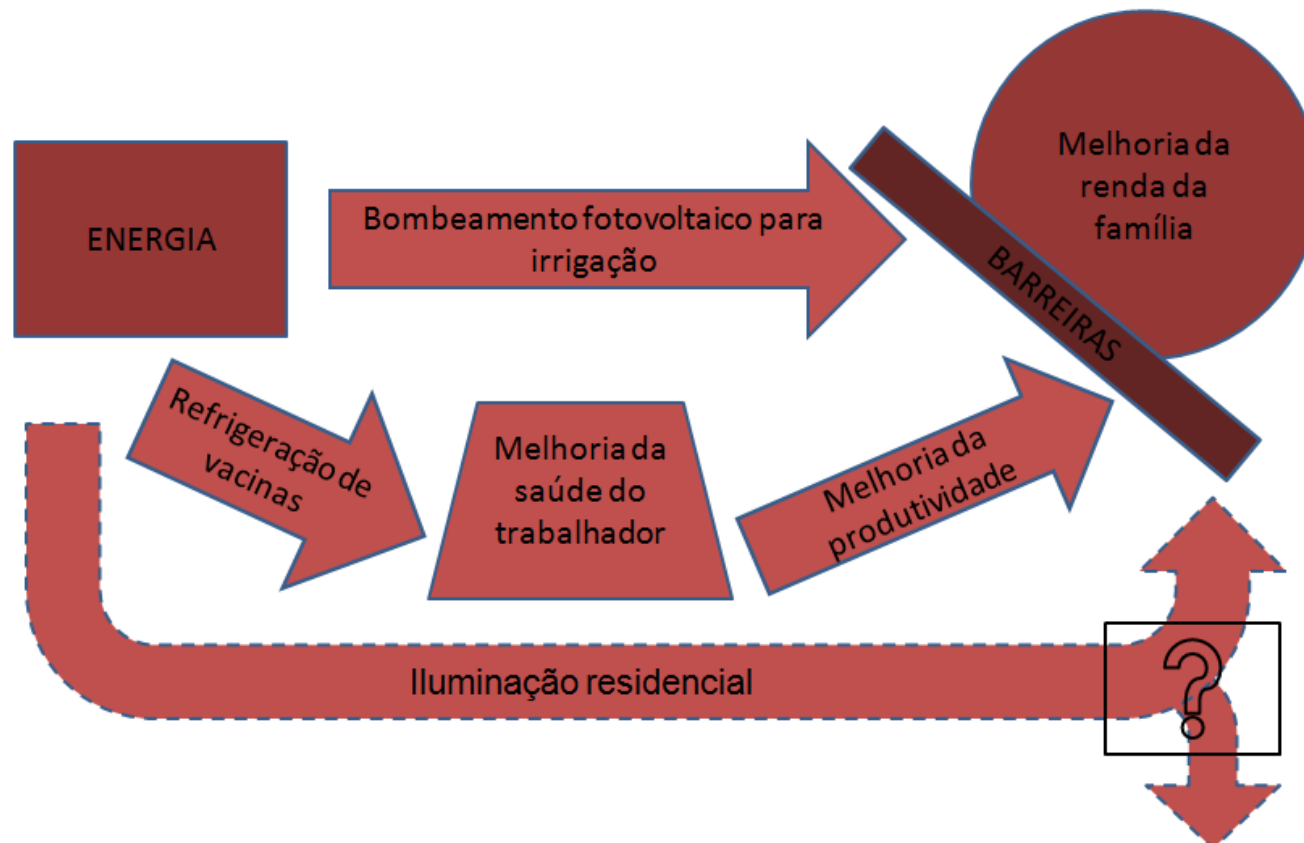 ENERGIA
Bombeamento fotovoltaico para
irrigação
Melhoria da
renda da
família
BARREIRAS
Refrigeração de
vacinas
Melhoria da
saúde do
trabalhador
Melhoria da
produtividade
Iluminação residencial
?